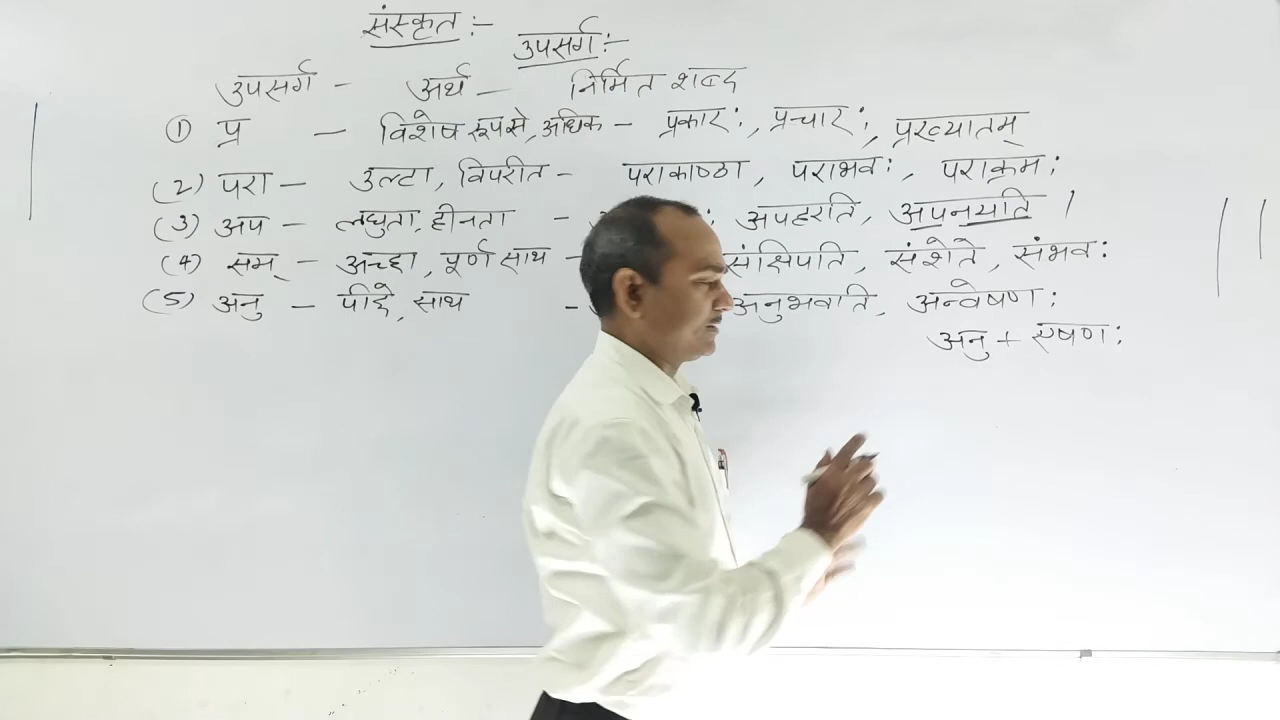 संस्कृत :-
उपसर्ग :-
उपसर्ग - अर्थ - निर्मित शब्द
① प्र - विशेष रूप से, अधिक - प्रकार:, प्रचार:, प्रख्यातम्
(2) परा - उल्टा, विपरीत - पराकाष्ठा, पराभव:, पराक्रम:
(3) अप - लघुता, हीनता - अपहरति, अपनयति ।
(4) सम् - अच्छा, पूर्ण साथ - संक्षिपति, संशेते, संभव:
(5) अनु - पीछे, साथ - अनुभवति, अन्वेषण:
अनु + एषण: